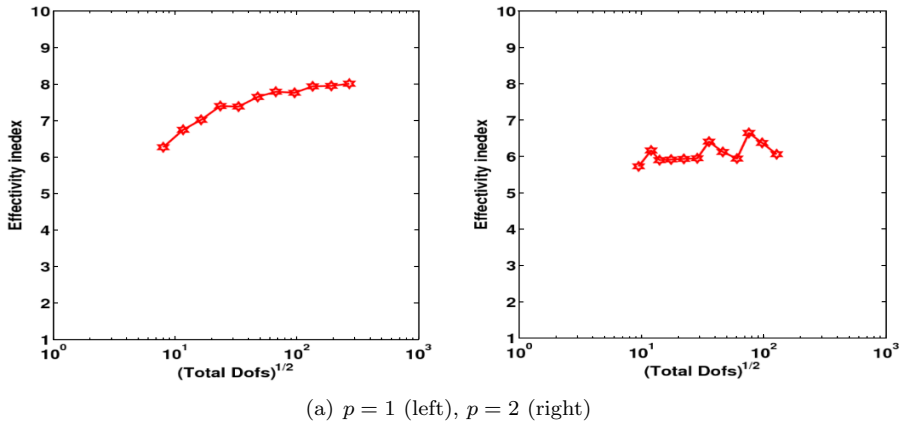 10
9
8
7
6
5
4
3
2
1
Effectivity inedex
10^0 10^1 10^2 10^3
(Total Dofs)^{1/2}
10
9
8
7
6
5
4
3
2
1
Effectivity inedex
10^0 10^1 10^2 10^3
(Total Dofs)^{1/2}
(a) p = 1 (left), p = 2 (right)